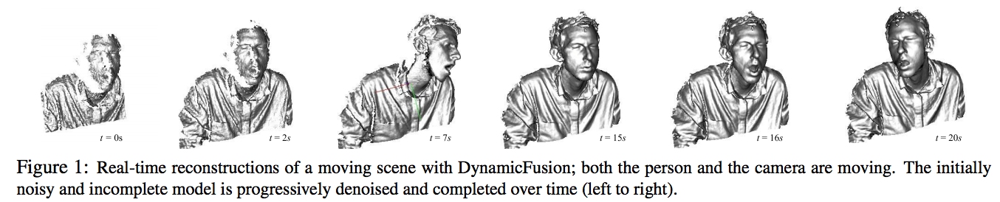 t = 0s
t = 2s
t = 7s
t = 15s
t = 16s
t = 20s
Figure 1: Real-time reconstructions of a moving scene with DynamicFusion; both the person and the camera are moving. The initially
noisy and incomplete model is progressively denoised and completed over time (left to right).